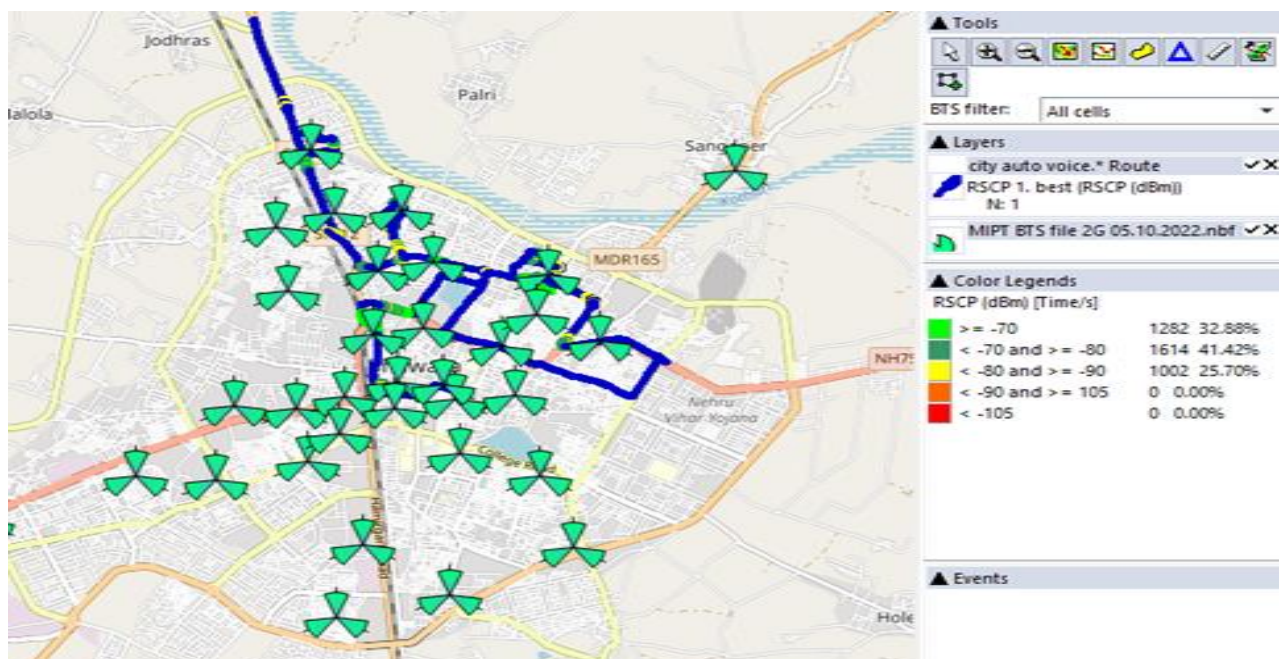 Jodhras
Palri
MDR165
Nehru
Vihar Yojana
College Road
Hole
Tools
BTS filter: All cells
Layers
city auto voice.* Route
RSCP 1. best (RSCP (dBm))
N: 1
MIPT BTS file 2G 05.10.2022.nbf
Color Legends
RSCP (dBm) [Time/s]
>= -70 1282 32.88%
< -70 and >= -80 1614 41.42%
< -80 and >= -90 1002 25.70%
< -90 and >= 105 0 0.00%
< -105 0 0.00%
Events